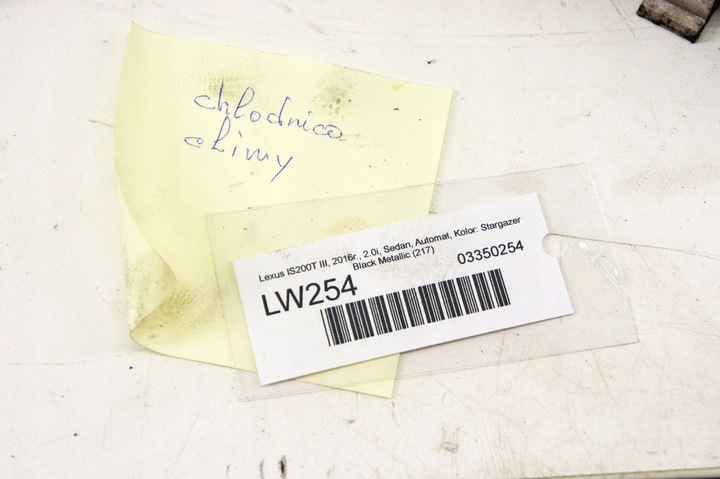 chłodnica
klimy
Lexus IS200T III, 2016r., 2.0i, Sedan, Automat, Kolor: Stargazer
Black Metallic (217)
03350254
LW254